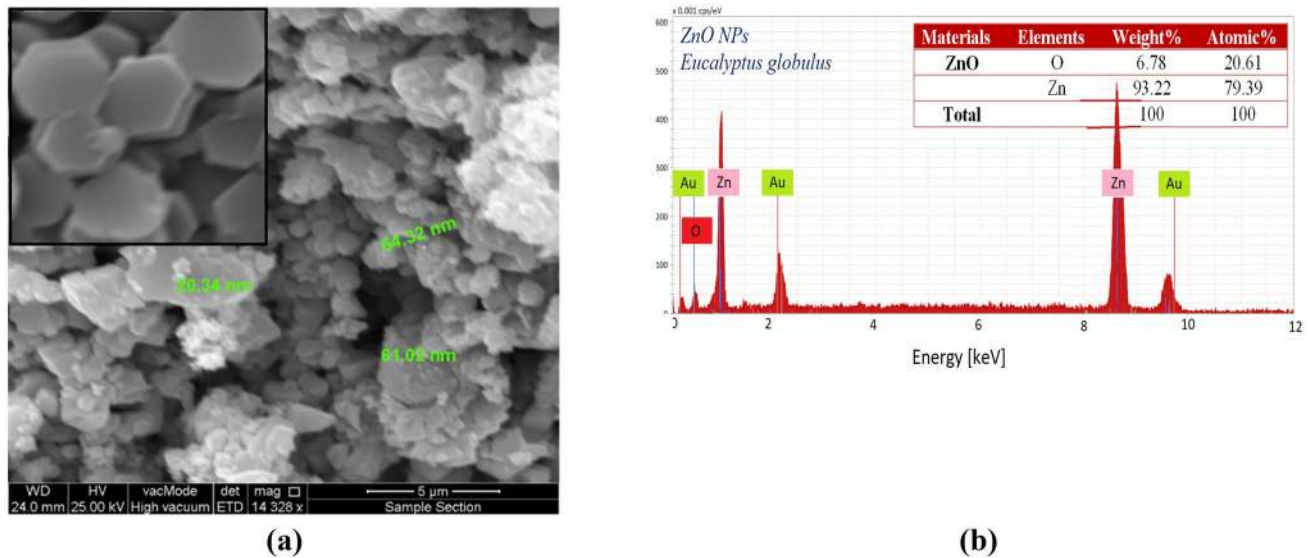 64.32 nm
20.34 nm
61.02 nm
WD HV vacMode det mag 5 µm
24.0 mm 25.00 kV High vacuum ETD 14 328 x Sample Section
(a)
x 0.001 cps/eV
600
500
400
300
200
100
0
ZnO NPs
Eucalyptus globulus
Materials Elements Weight% Atomic%
ZnO O 6.78 20.61
Zn 93.22 79.39
Total 100 100
Au Zn Au Zn Au
O
0 2 4 6 8 10 12
Energy [keV]
(b)